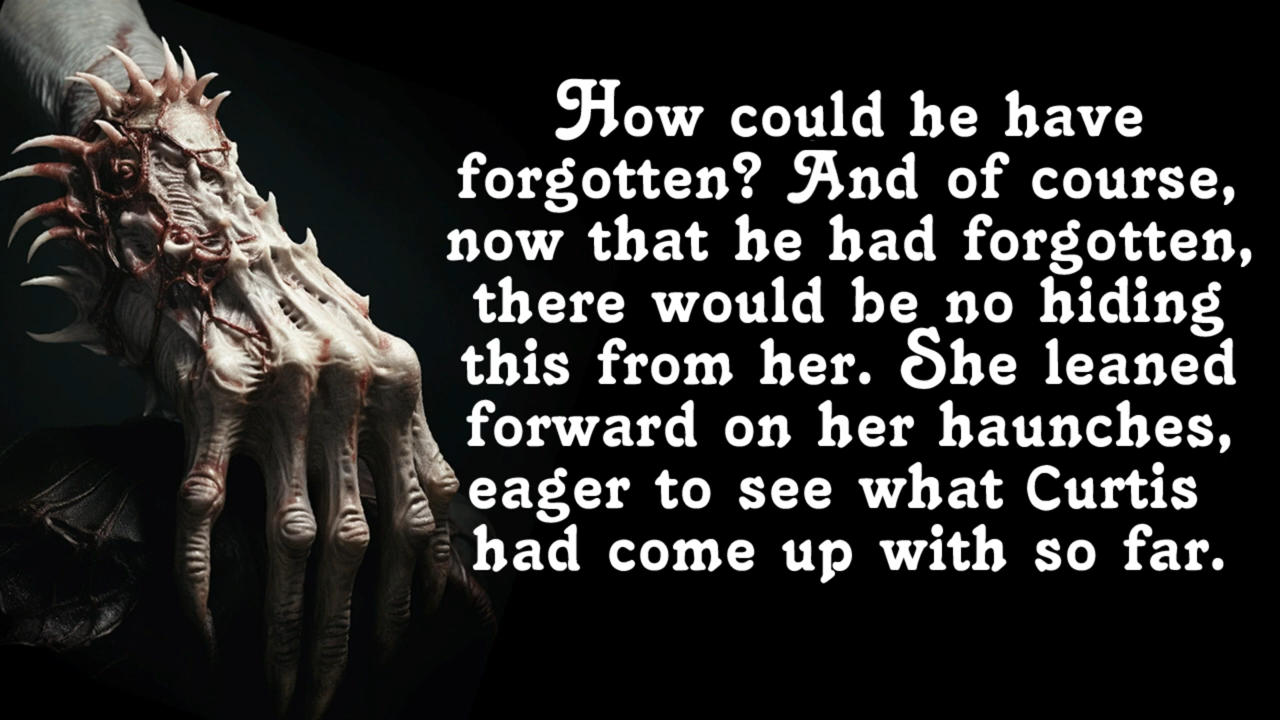 How could he have
forgotten? And of course,
now that he had forgotten,
there would be no hiding
this from her. She leaned
forward on her haunches,
eager to see what Curtis
had come up with so far.